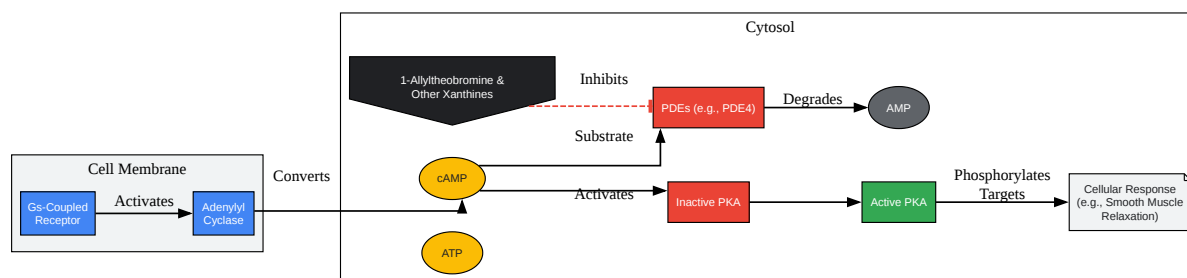 Cytosol
1-Allyltheobromine &
Other Xanthines
Inhibits
PDEs (e.g., PDE4)
Degrades
AMP
Substrate
Cell Membrane
Converts
cAMP
Activates
Gs-Coupled
Receptor
Activates
Adenylyl
Cyclase
Inactive PKA
Active PKA
Phosphorylates
Targets
Cellular Response
(e.g., Smooth Muscle
Relaxation)
ATP